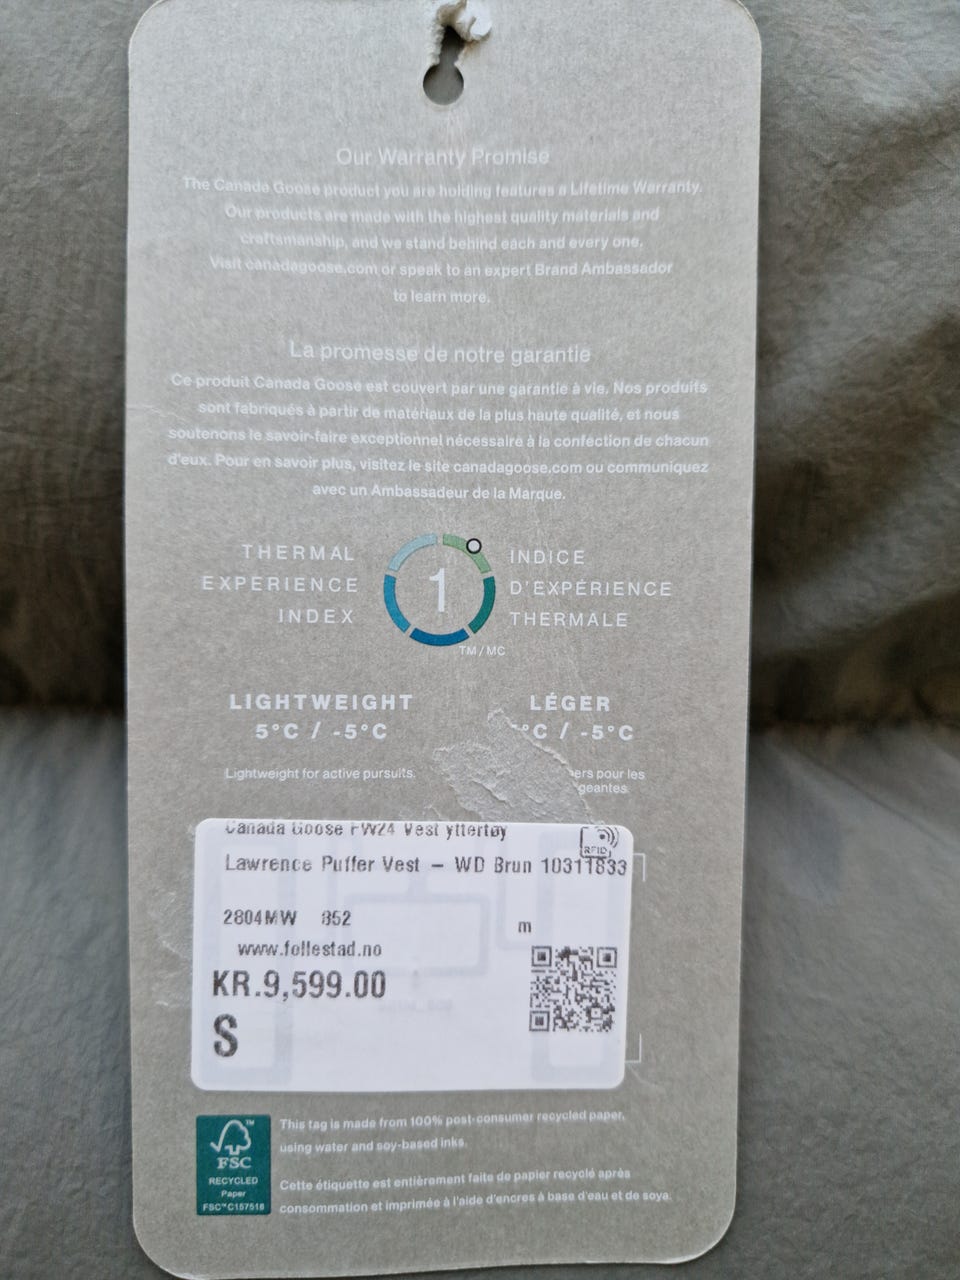 Our Warranty Promise
The Canada Goose product you are holding features a Lifetime Warranty.
Our products are made with the highest quality materials and
craftsmanship, and we stand behind each and every one.
Visit canadagoose.com or speak to an expert Brand Ambassador
to learn more.
La promesse de notre garantie
Ce produit Canada Goose est couvert par une garantie à vie. Nos produits
sont fabriqués à partir de matériaux de la plus haute qualité, et nous
soutenons le savoir-faire exceptionnel nécessaire à la confection de chacun
d'eux. Pour en savoir plus, visitez le site canadagoose.com ou communiquez
avec un Ambassadeur de la Marque.
THERMAL
EXPERIENCE
INDEX
1
TM/MC
INDICE
D'EXPÉRIENCE
THERMALE
LIGHTWEIGHT
5°C / -5°C
Lightweight for active pursuits.
LÉGER
°C / -5°C
pour les
Canada Goose FW24 Vest yttertøy
RFID
Lawrence Puffer Vest – WD Brun 10311833
2804MW 352
m
www.follestad.no
KR.9,599.00
S
FSC™
RECYCLED
Paper
FSC™C157518
This tag is made from 100% post-consumer recycled paper,
using water and soy-based inks.
Cette étiquette est entièrement faite de papier recyclé après
consommation et imprimée à l'aide d'encres à base d'eau et de soya.